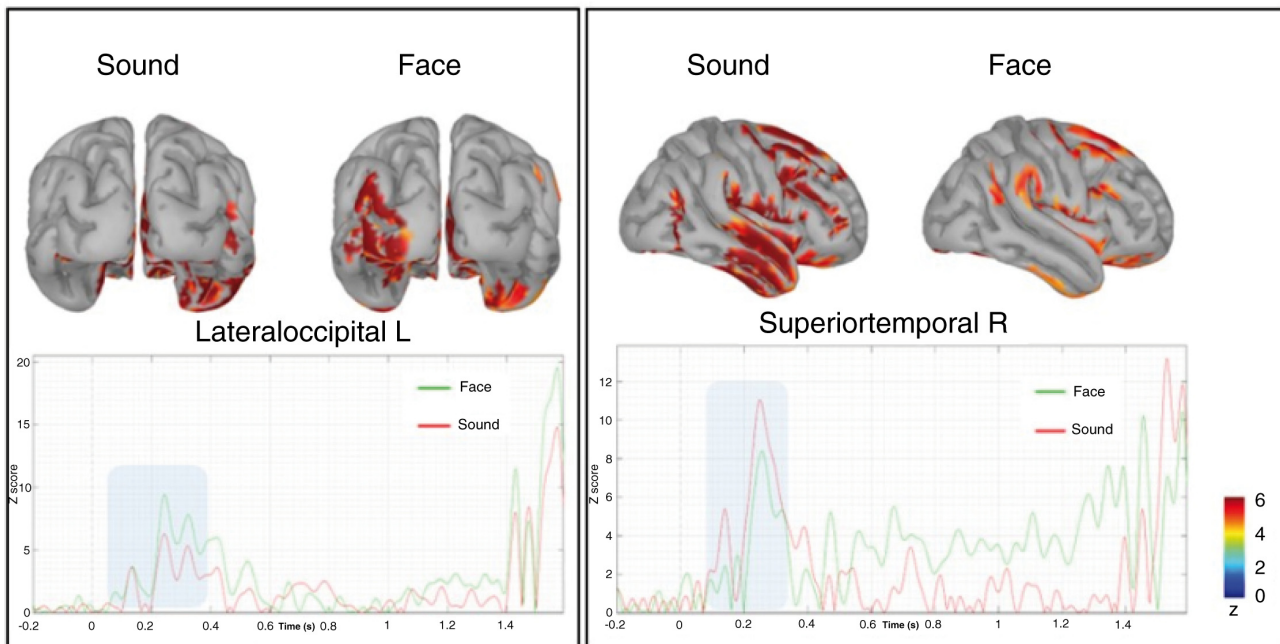 Sound Face
Lateraloccipital L
Z score
20
15
10
5
0
Face
Sound
-0.2 0 0.2 0.4 0.6 Time (s) 0.8 1 1.2 1.4
Sound Face
Superiortemporal R
Z score
12
10
8
6
4
2
0
Face
Sound
-0.2 0 0.2 0.4 0.6 Time (s) 0.8 1 1.2 1.4
6
4
2
0
z